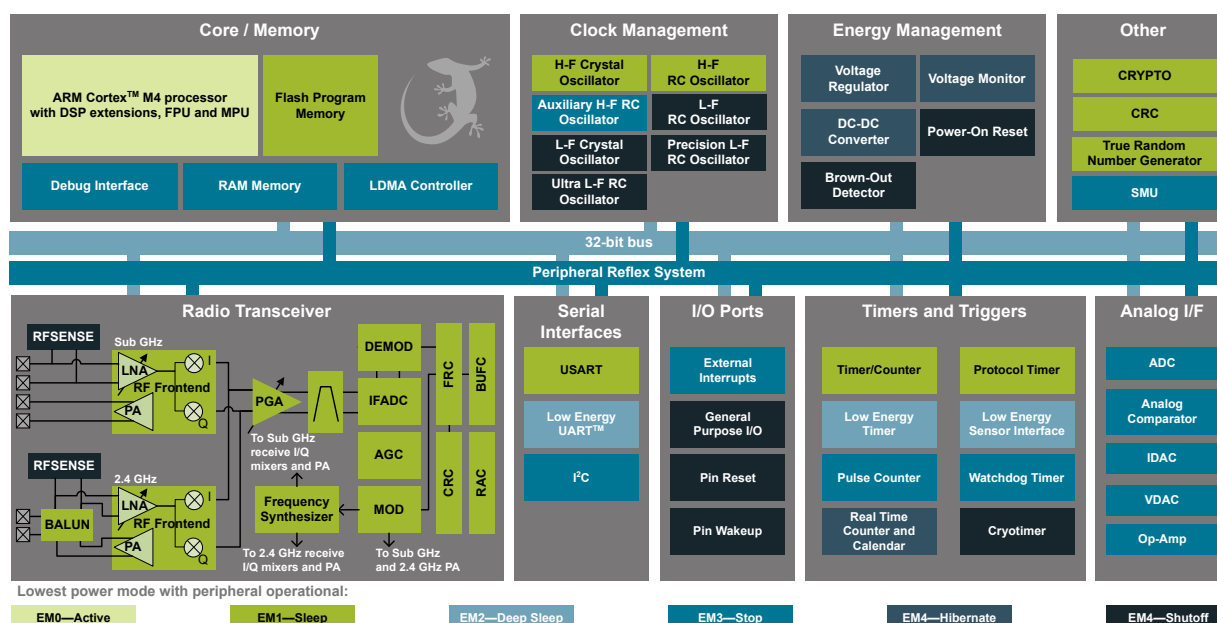 Core / Memory
ARM Cortex™ M4 processor
with DSP extensions, FPU and MPU
Flash Program
Memory
Debug Interface
RAM Memory
LDMA Controller
Clock Management
H-F Crystal
Oscillator
H-F
RC Oscillator
Auxiliary H-F RC
Oscillator
L-F
RC Oscillator
L-F Crystal
Oscillator
Precision L-F
RC Oscillator
Ultra L-F RC
Oscillator
Energy Management
Voltage
Regulator
Voltage Monitor
DC-DC
Converter
Power-On Reset
Brown-Out
Detector
Other
CRYPTO
CRC
True Random
Number Generator
SMU
32-bit bus
Peripheral Reflex System
Radio Transceiver
RFSENSE
Sub GHz
LNA
RF Frontend
PA
I
Q
RFSENSE
2.4 GHz
BALUN
LNA
RF Frontend
PA
I
Q
PGA
To Sub GHz
receive I/Q
mixers and PA
Frequency
Synthesizer
To 2.4 GHz receive
I/Q mixers and PA
DEMOD
IFADC
AGC
MOD
To Sub GHz
and 2.4 GHz PA
FRC
BUFC
CRC
RAC
Serial
Interfaces
USART
Low Energy
UART™
I²C
I/O Ports
External
Interrupts
General
Purpose I/O
Pin Reset
Pin Wakeup
Timers and Triggers
Timer/Counter
Protocol Timer
Low Energy
Timer
Low Energy
Sensor Interface
Pulse Counter
Watchdog Timer
Real Time
Counter and
Calendar
Cryotimer
Analog I/F
ADC
Analog
Comparator
IDAC
VDAC
Op-Amp
Lowest power mode with peripheral operational:
EM0—Active
EM1—Sleep
EM2—Deep Sleep
EM3—Stop
EM4—Hibernate
EM4—Shutoff